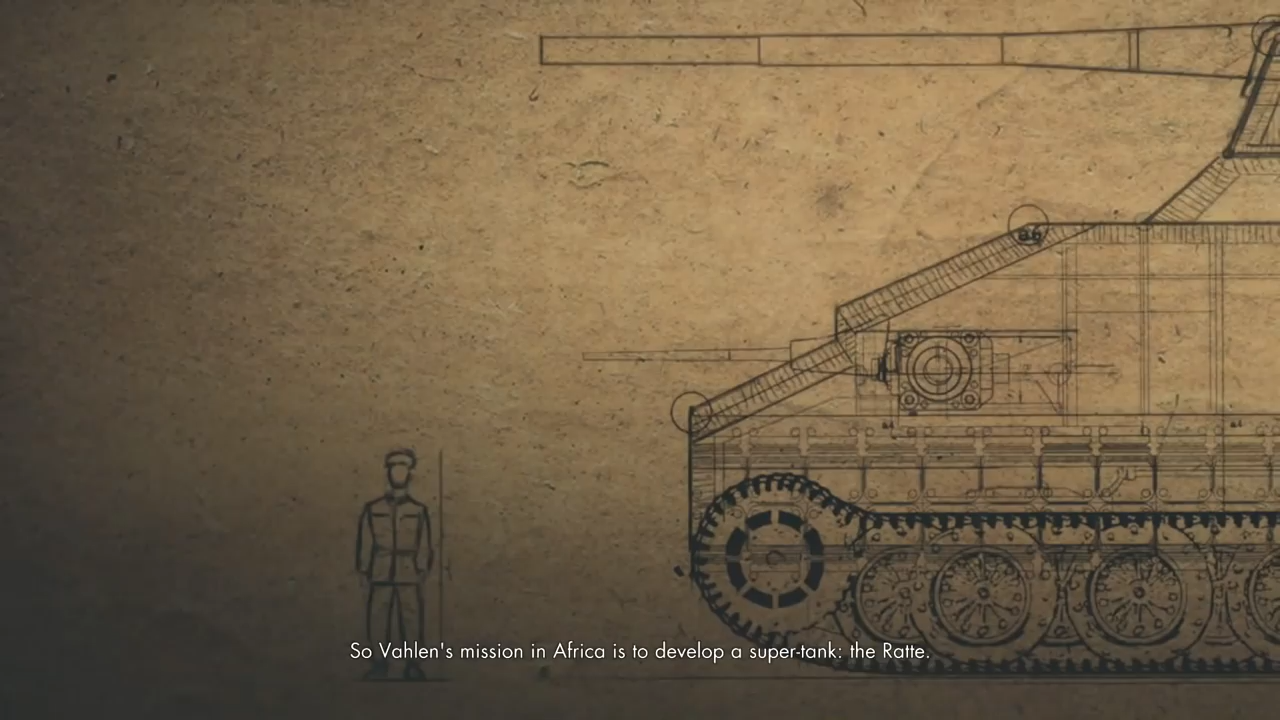 So Vahlen's mission in Africa is to develop a super-tank: the Ratte.